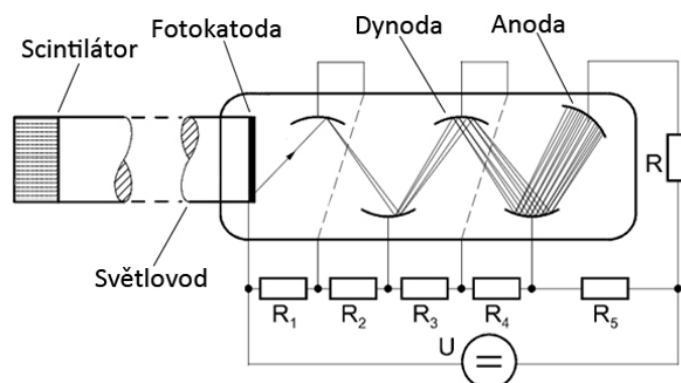 Fotokatoda
Dynoda
Anoda
Scintilátor
R
Světlovod
R₁
R₂
R₃
R₄
R₅
U